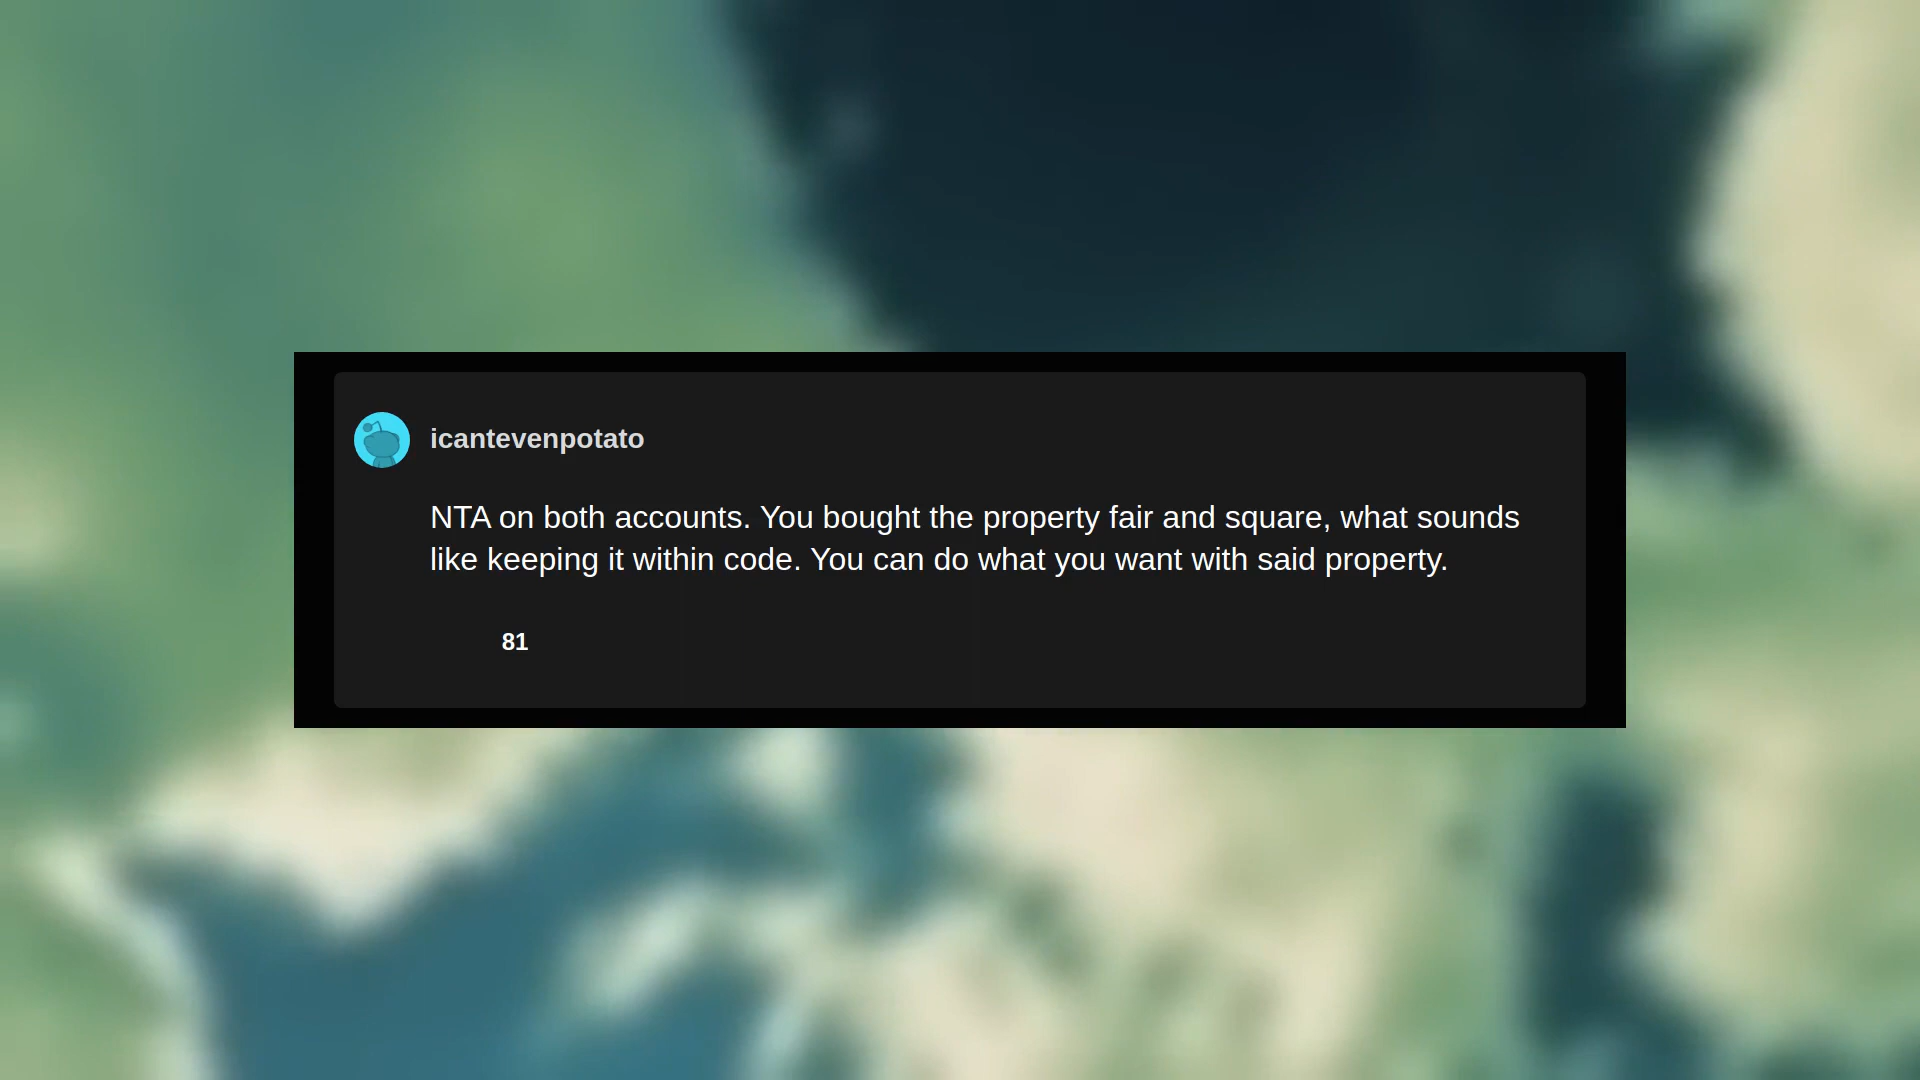 icantevenpotato
NTA on both accounts. You bought the property fair and square, what sounds
like keeping it within code. You can do what you want with said property.
81